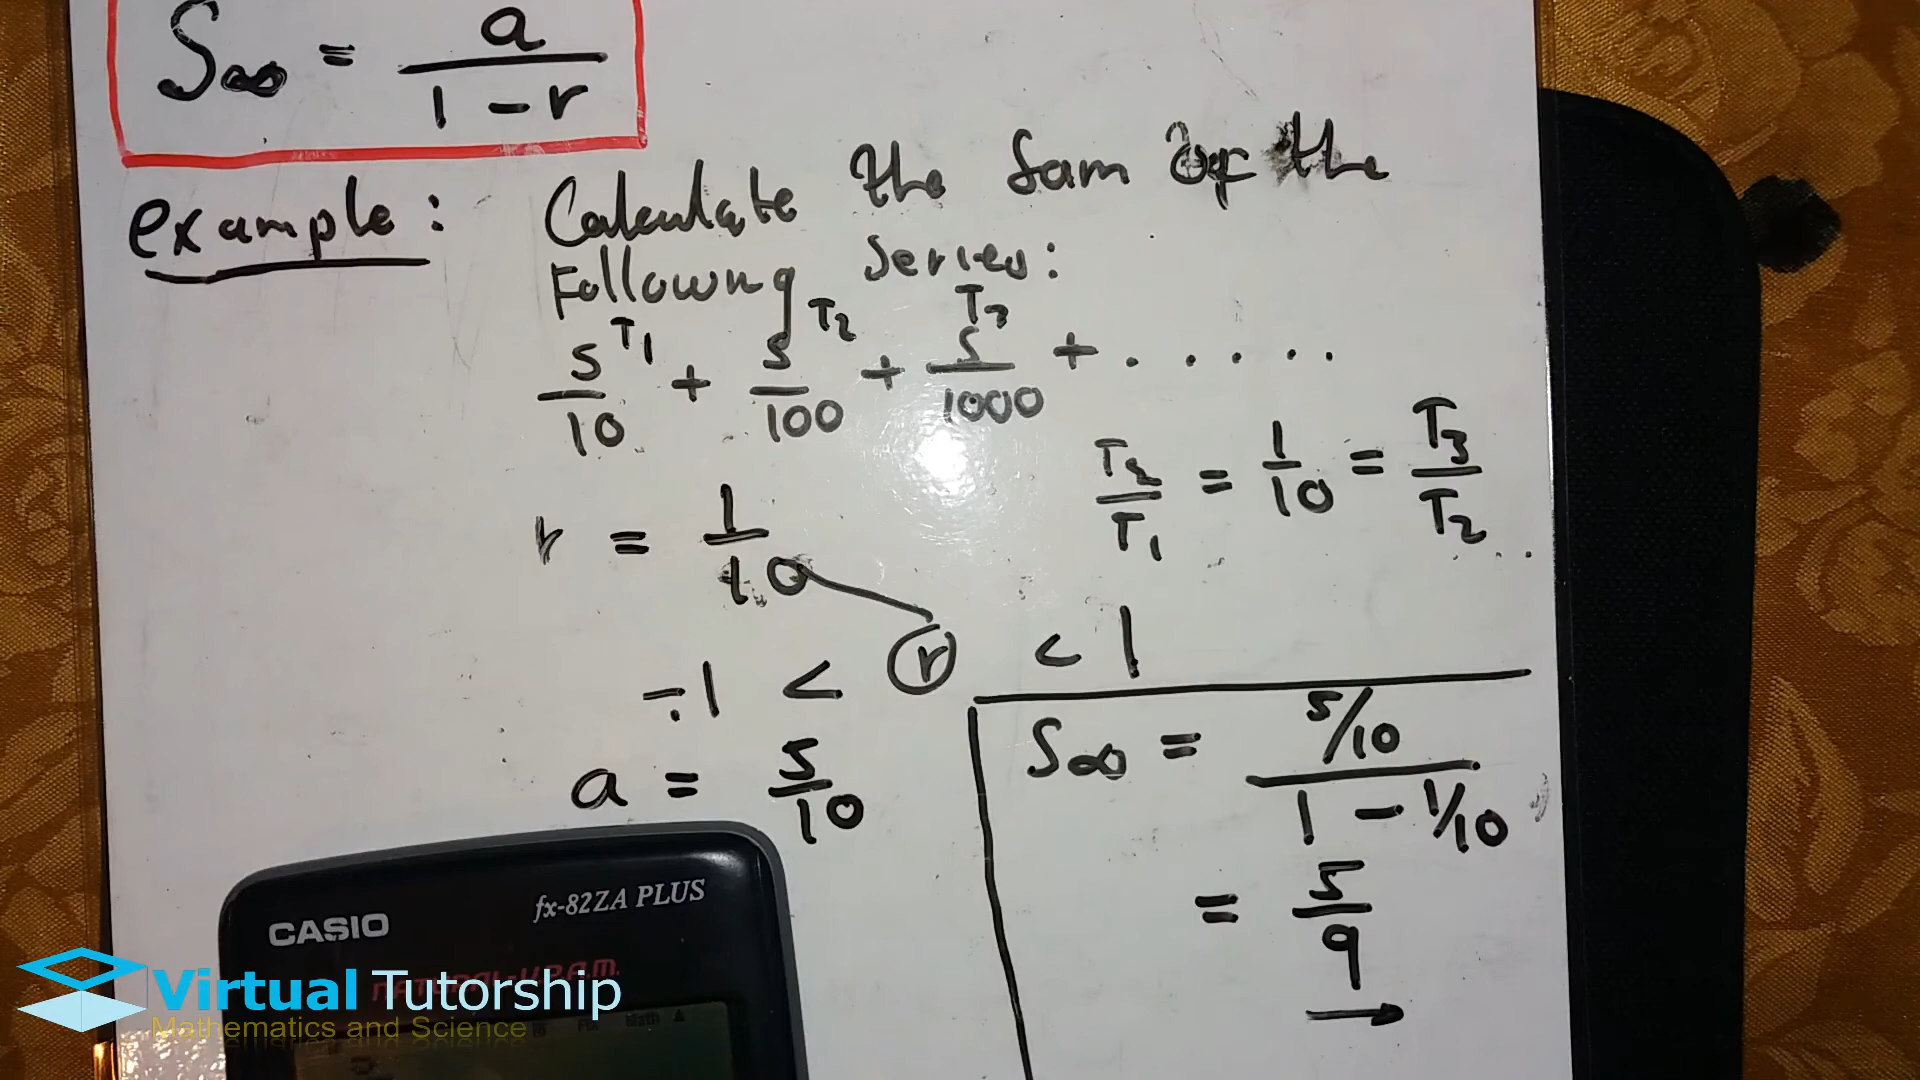 S∞ = a / 1 - r
example: Calculate the Sum of the
Following Series:
T1 T2 T3
5/10 + 5/100 + 5/1000 + . . . . .
T2/T1 = 1/10 = T3/T2 ...
r = 1/10
-1 < r < 1
a = 5/10
S∞ = 5/10 / 1 - 1/10
= 5/9
CASIO fx-82ZA PLUS
NATURAL-V.P.A.M.
Virtual Tutorship
Mathematics and Science
Math